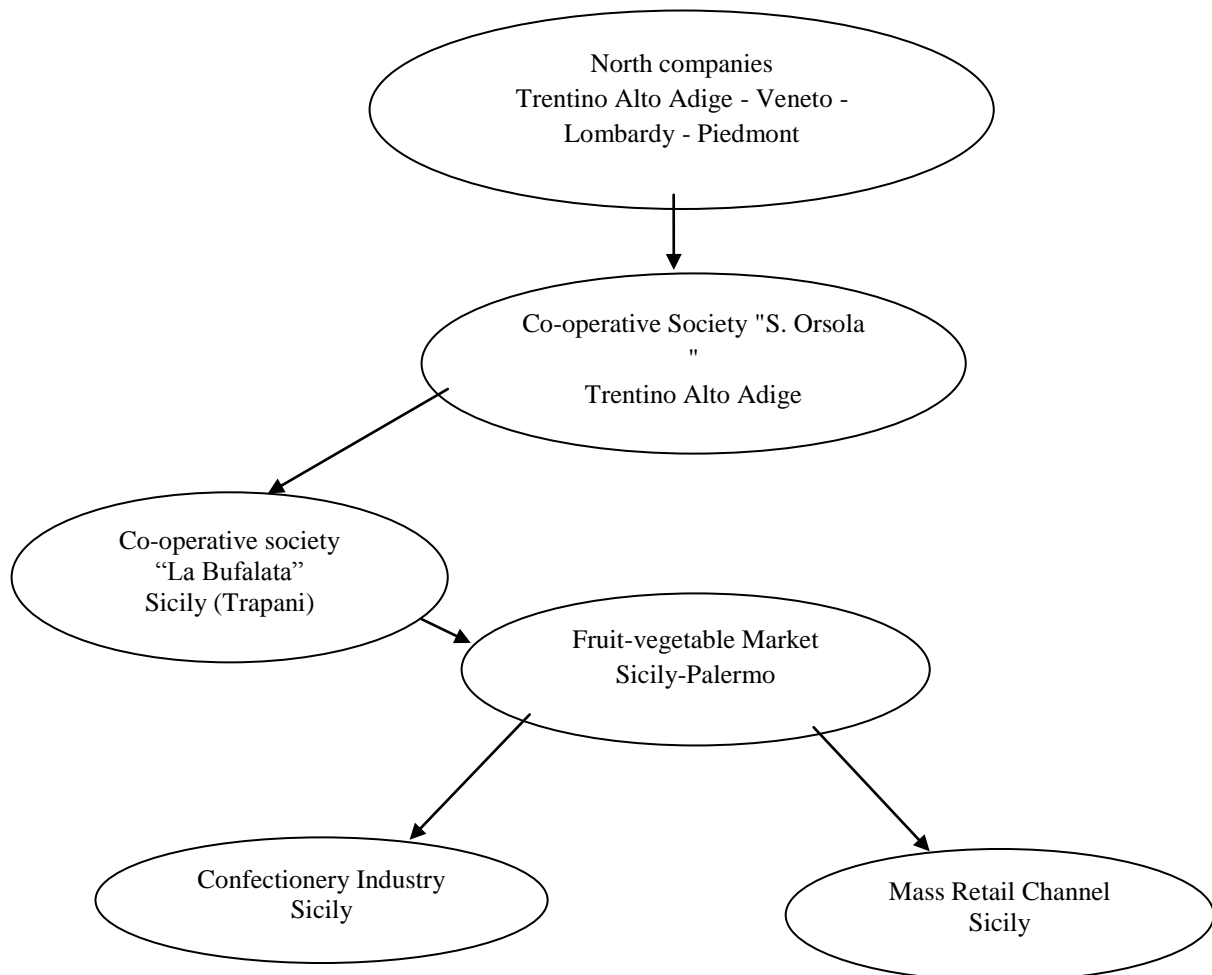 North companies
Trentino Alto Adige - Veneto -
Lombardy - Piedmont
Co-operative Society "S. Orsola
"
Trentino Alto Adige
Co-operative society
“La Bufalata”
Sicily (Trapani)
Fruit-vegetable Market
Sicily-Palermo
Confectionery Industry
Sicily
Mass Retail Channel
Sicily